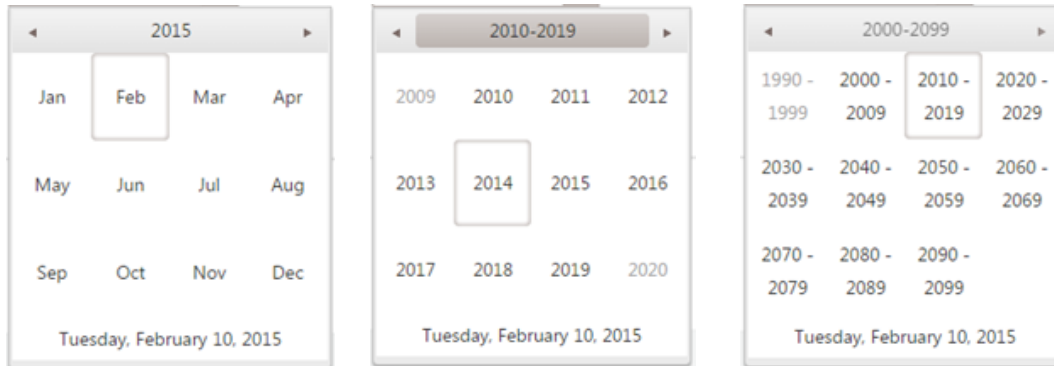 2015
Jan Feb Mar Apr
May Jun Jul Aug
Sep Oct Nov Dec
Tuesday, February 10, 2015
2010-2019
2009 2010 2011 2012
2013 2014 2015 2016
2017 2018 2019 2020
Tuesday, February 10, 2015
2000-2099
1990 - 2000 - 2010 - 2020 -
1999 2009 2019 2029
2030 - 2040 - 2050 - 2060 -
2039 2049 2059 2069
2070 - 2080 - 2090 -
2079 2089 2099
Tuesday, February 10, 2015